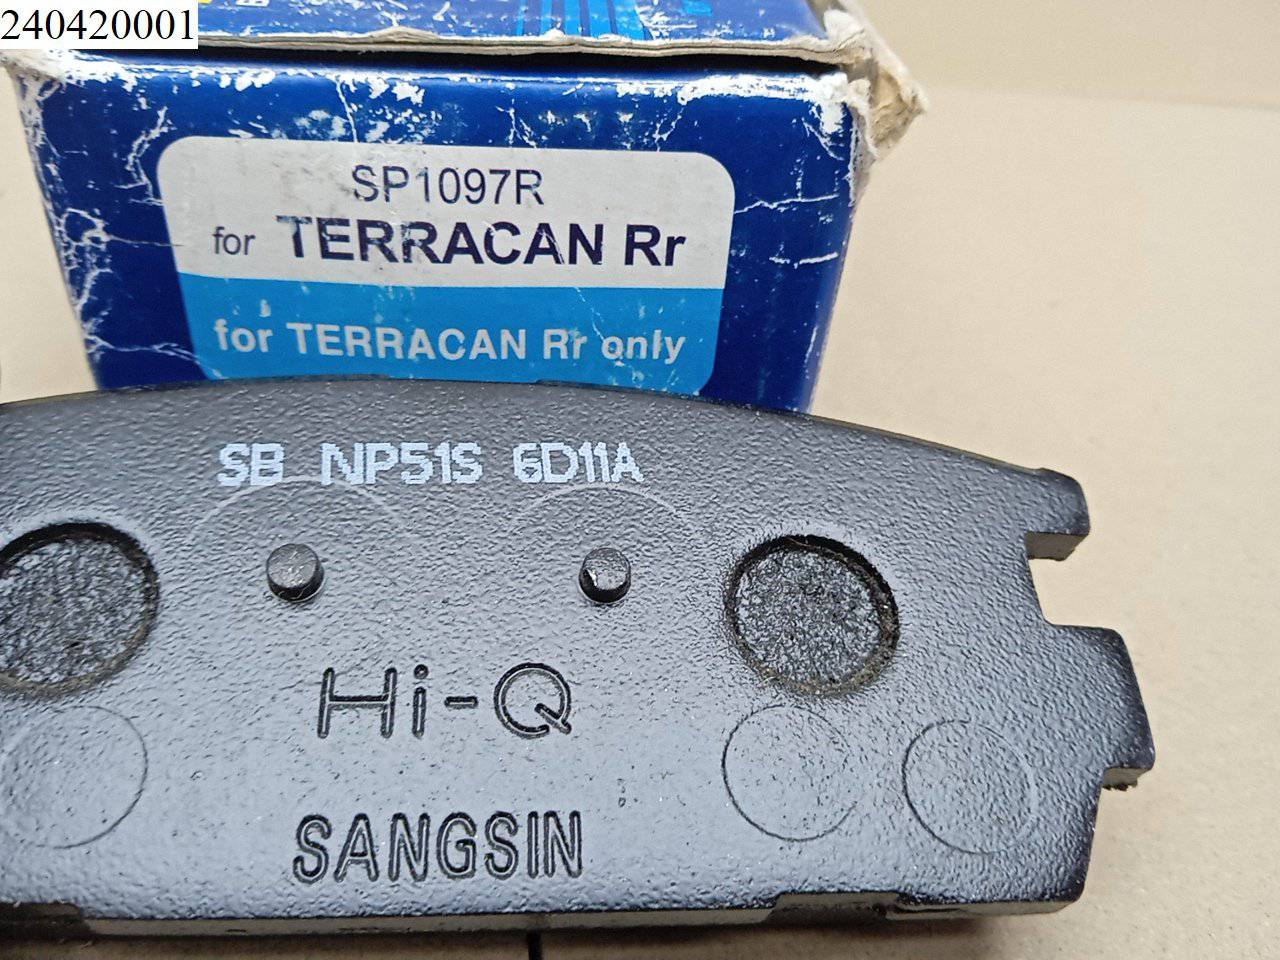 240420001
SP1097R
for TERRACAN Rr
for TERRACAN Rr only
SB NP51S 6D11A
Hi-Q
SANGSIN